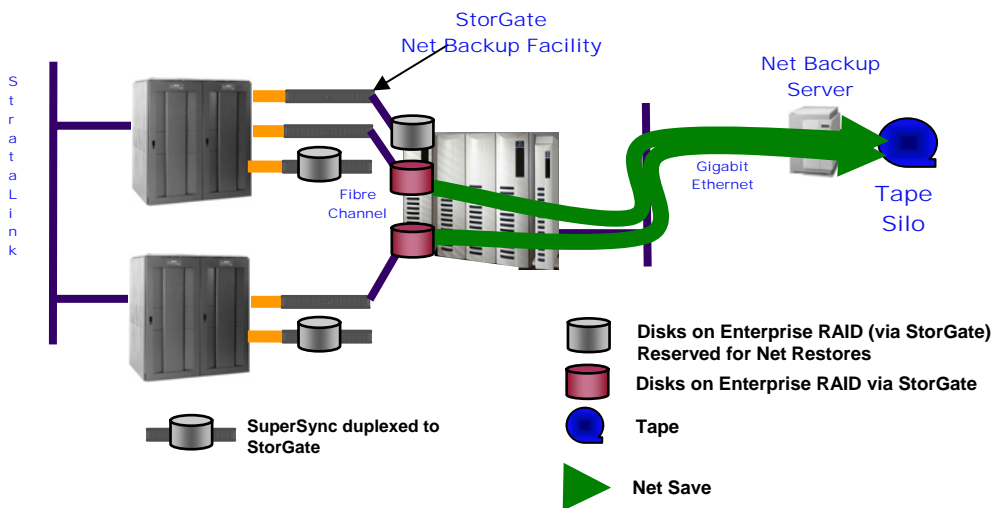 StorGate
Net Backup Facility
StrataLink
Net Backup
Server
Fibre
Channel
Gigabit
Ethernet
Tape
Silo
Disks on Enterprise RAID (via StorGate)
Reserved for Net Restores
Disks on Enterprise RAID via StorGate
SuperSync duplexed to
StorGate
Tape
Net Save